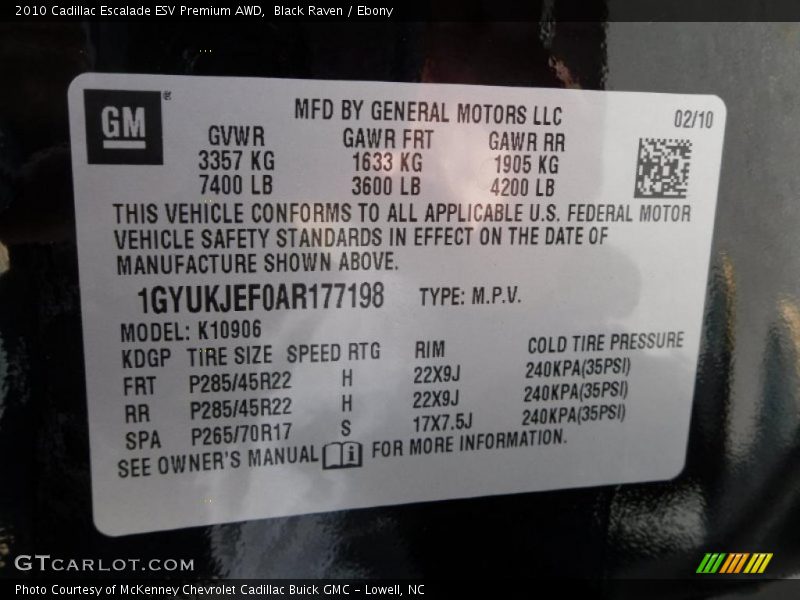 2010 Cadillac Escalade ESV Premium AWD, Black Raven / Ebony
GM
MFD BY GENERAL MOTORS LLC
02/10
GVWR GAWR FRT GAWR RR
3357 KG 1633 KG 1905 KG
7400 LB 3600 LB 4200 LB
THIS VEHICLE CONFORMS TO ALL APPLICABLE U.S. FEDERAL MOTOR
VEHICLE SAFETY STANDARDS IN EFFECT ON THE DATE OF
MANUFACTURE SHOWN ABOVE.
1GYUKJEF0AR177198 TYPE: M.P.V.
MODEL: K10906
KDGP TIRE SIZE SPEED RTG RIM COLD TIRE PRESSURE
FRT P285/45R22 H 22X9J 240KPA(35PSI)
RR P285/45R22 H 22X9J 240KPA(35PSI)
SPA P265/70R17 S 17X7.5J 240KPA(35PSI)
SEE OWNER'S MANUAL i FOR MORE INFORMATION.
GTCARLOT.COM
Photo Courtesy of McKenney Chevrolet Cadillac Buick GMC - Lowell, NC